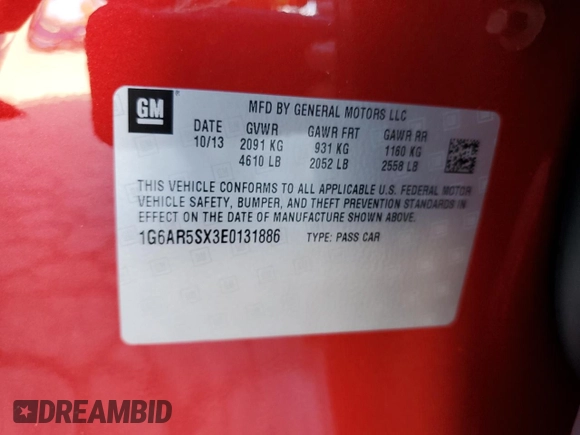 GM
MFD BY GENERAL MOTORS LLC
DATE GVWR GAWR FRT GAWR RR
10/13 2091 KG 931 KG 1160 KG
4610 LB 2052 LB 2558 LB
THIS VEHICLE CONFORMS TO ALL APPLICABLE U.S. FEDERAL MOTOR
VEHICLE SAFETY, BUMPER, AND THEFT PREVENTION STANDARDS IN
EFFECT ON THE DATE OF MANUFACTURE SHOWN ABOVE.
1G6AR5SX3E0131886 TYPE: PASS CAR
DREAMBID